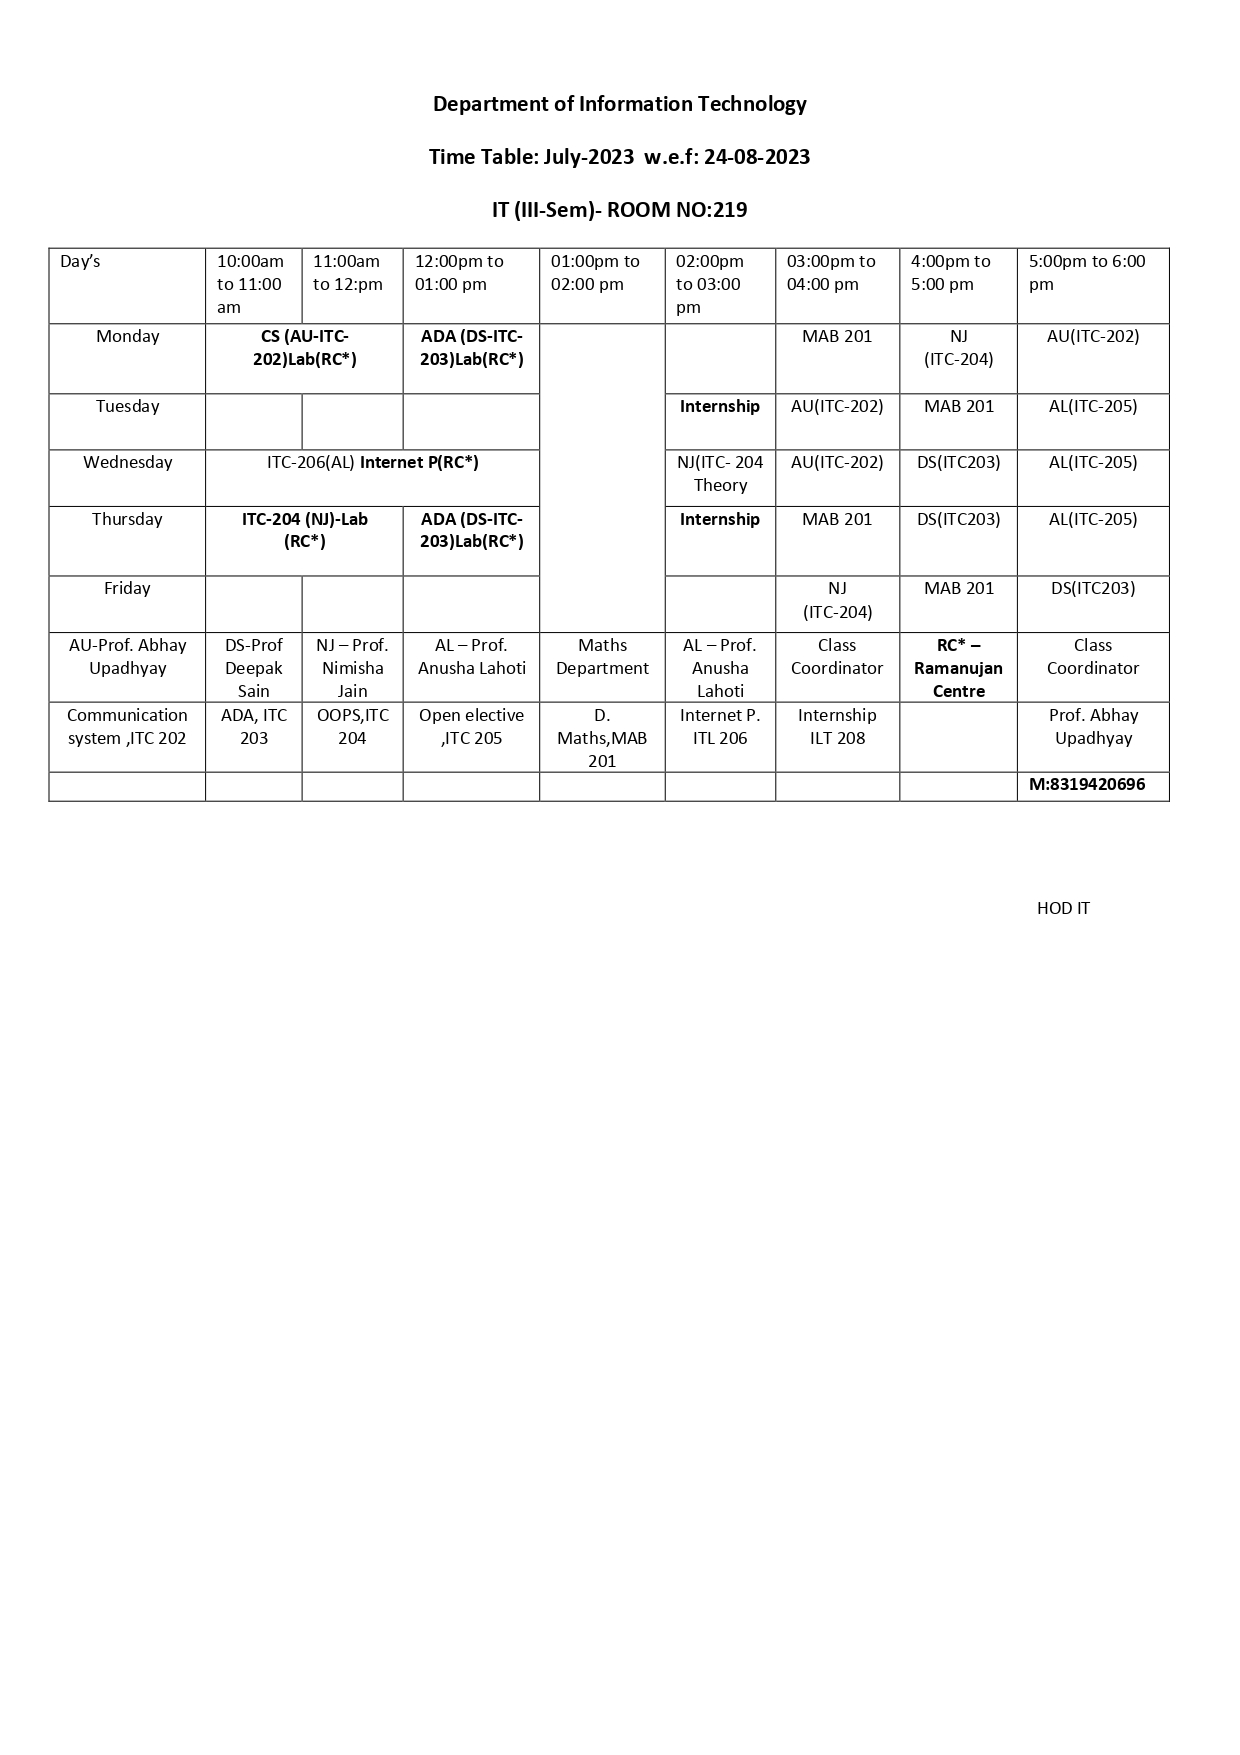 Department of Information Technology
Time Table: July-2023 w.e.f: 24-08-2023
IT (III-Sem)- ROOM NO:219
Day’s
10:00am
to 11:00
am
11:00am
to 12:pm
12:00pm to
01:00 pm
01:00pm to
02:00 pm
02:00pm
to 03:00
pm
03:00pm to
04:00 pm
4:00pm to
5:00 pm
5:00pm to 6:00
pm
Monday
CS (AU-ITC-
202)Lab(RC*)
ADA (DS-ITC-
203)Lab(RC*)
MAB 201
NJ
(ITC-204)
AU(ITC-202)
Tuesday
Internship
AU(ITC-202)
MAB 201
AL(ITC-205)
Wednesday
ITC-206(AL) Internet P(RC*)
NJ(ITC- 204
Theory
AU(ITC-202)
DS(ITC203)
AL(ITC-205)
Thursday
ITC-204 (NJ)-Lab
(RC*)
ADA (DS-ITC-
203)Lab(RC*)
Internship
MAB 201
DS(ITC203)
AL(ITC-205)
Friday
NJ
(ITC-204)
MAB 201
DS(ITC203)
AU-Prof. Abhay
Upadhyay
DS-Prof
Deepak
Sain
NJ – Prof.
Nimisha
Jain
AL – Prof.
Anusha Lahoti
Maths
Department
AL – Prof.
Anusha
Lahoti
Class
Coordinator
RC* –
Ramanujan
Centre
Class
Coordinator
Communication
system ,ITC 202
ADA, ITC
203
OOPS,ITC
204
Open elective
,ITC 205
D.
Maths,MAB
201
Internet P.
ITL 206
Internship
ILT 208
Prof. Abhay
Upadhyay
M:8319420696
HOD IT